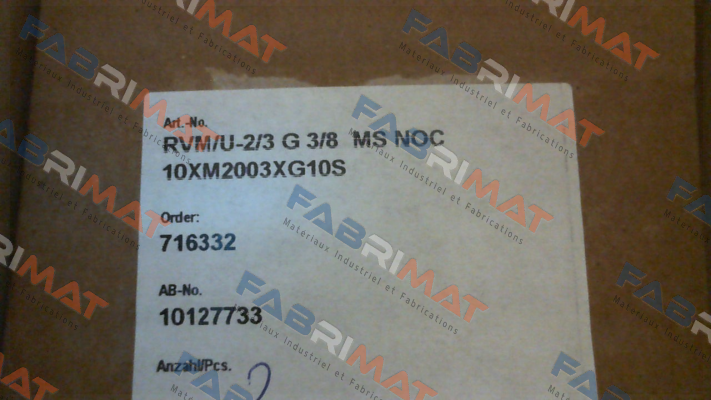 Art.-No.
RVM/U-2/3 G 3/8 MS NOC
10XM2003XG10S
Order:
716332
AB-No.
10127733
Anzahl/Pcs.
FABRIMAT
Materiaux Industriel et Fabrications